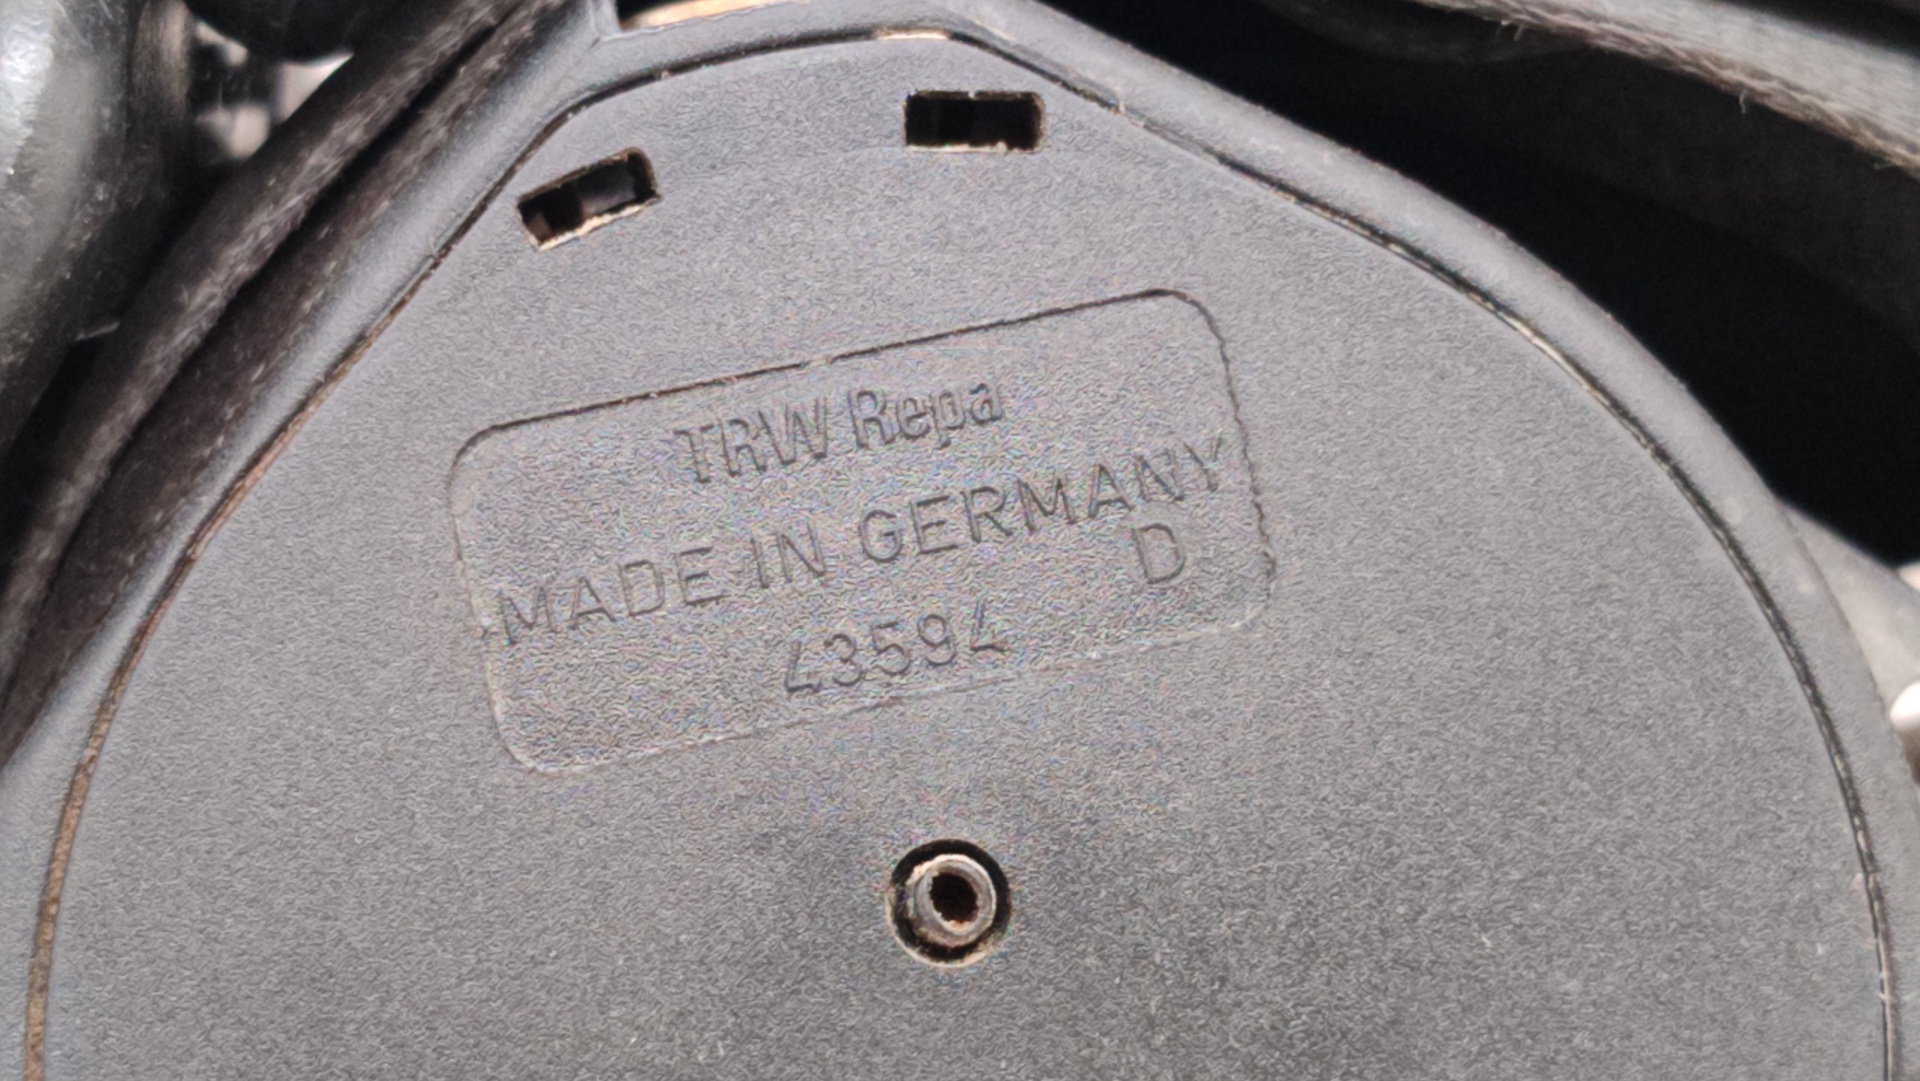 TRW Repa
MADE IN GERMANY
D
43594